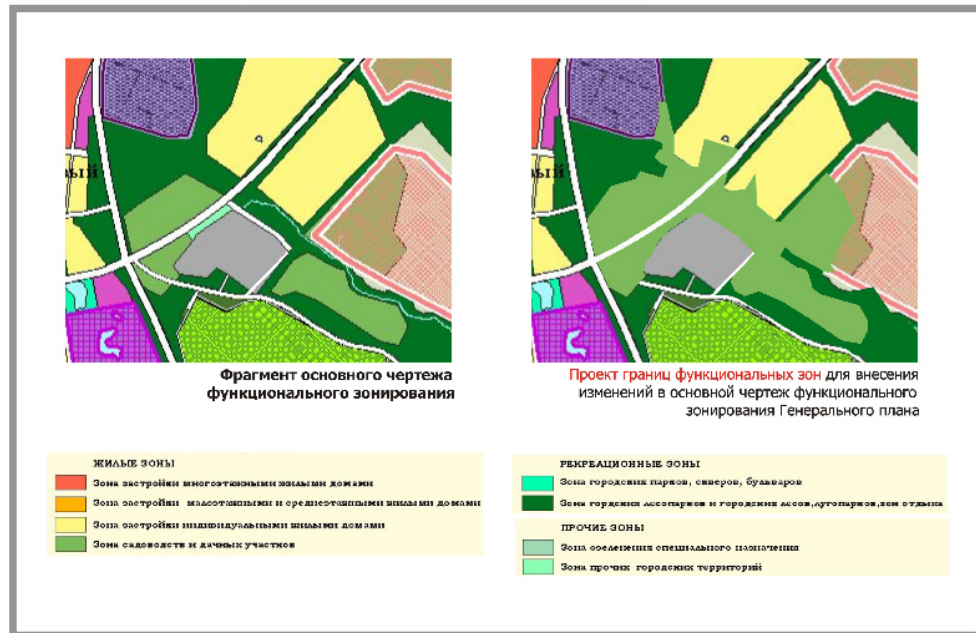 ВЫЙ
ВЫЙ
Фрагмент основного чертежа
функционального зонирования
Проект границ функциональных зон для внесения
изменений в основной чертеж функционального
зонирования Генерального плана
ЖИЛЫЕ ЗОНЫ
Зона застройки многоэтажными жилыми домами
Зона застройки малоэтажными и среднеэтажными жилыми домами
Зона застройки индивидуальными жилыми домами
Зона садоводств и дачных участков
РЕКРЕАЦИОННЫЕ ЗОНЫ
Зона городских парков, скверов, бульваров
Зона гордских лесопарков и городских лесов,лугопарков,зон отдыха
ПРОЧИЕ ЗОНЫ
Зона озеленения специального назначения
Зона прочих городских территорий